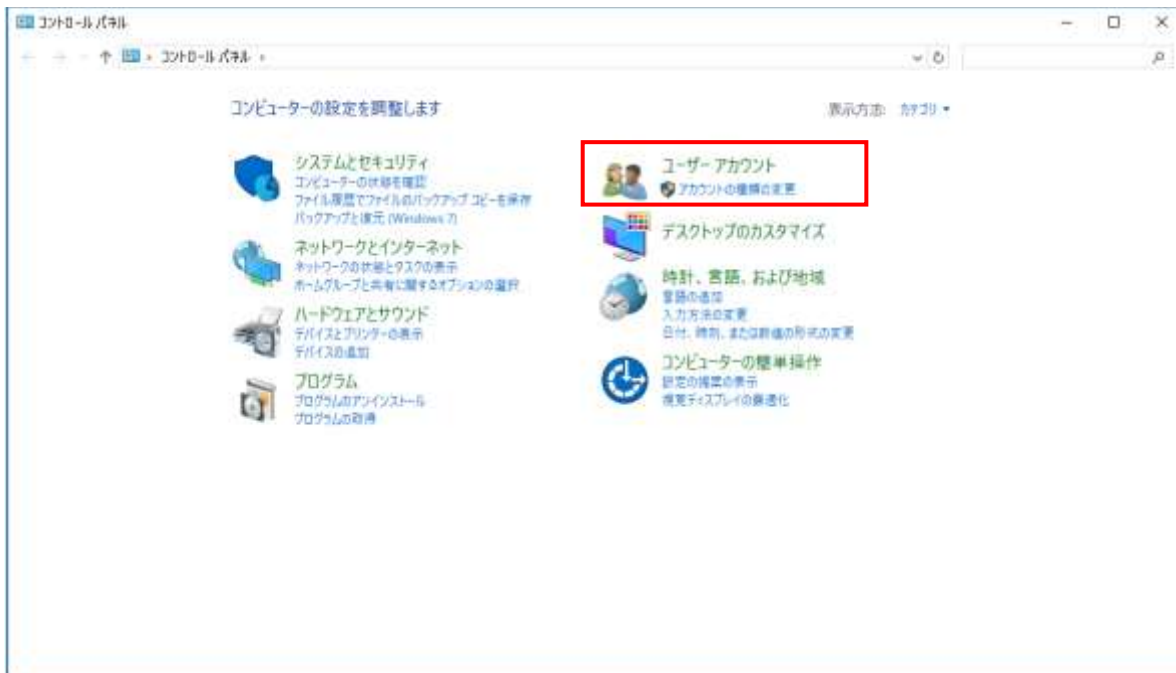 コントロール パネル
コントロール パネル
コンピューターの設定を調整します
表示方法: カテゴリ
システムとセキュリティ
コンピューターの状態を確認
ファイル履歴でファイルのバックアップ コピーを保存
バックアップと復元 (Windows 7)
ネットワークとインターネット
ネットワークの状態とタスクの表示
ホームグループと共有に関するオプションの選択
ハードウェアとサウンド
デバイスとプリンターの表示
デバイスの追加
プログラム
プログラムのアンインストール
プログラムの取得
ユーザー アカウント
アカウントの種類の変更
デスクトップのカスタマイズ
時計、言語、および地域
言語の追加
入力方法の変更
日付、時刻、または数値の形式の変更
コンピューターの簡単操作
設定の提案の表示
視覚ディスプレイの最適化